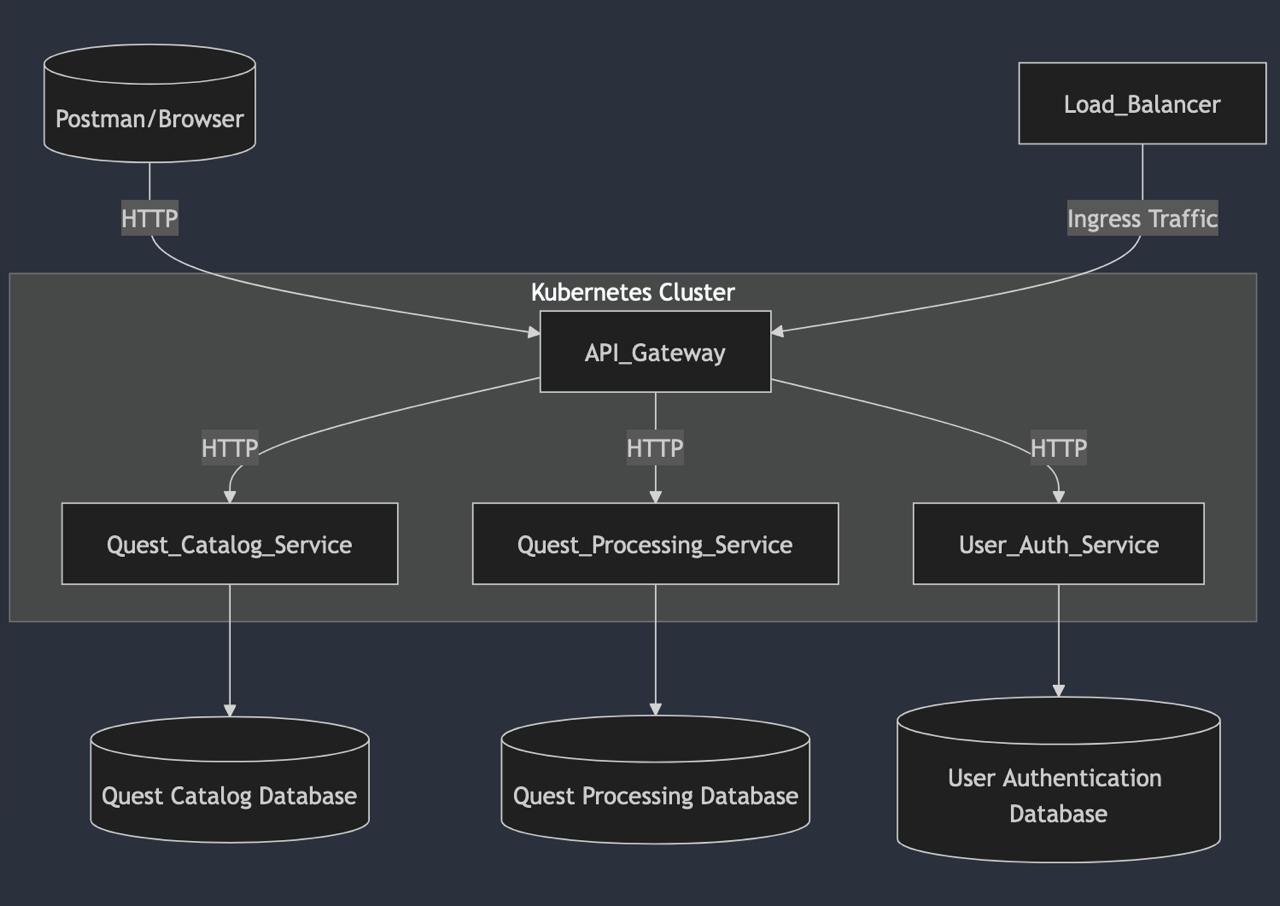 Postman/Browser
Load_Balancer
HTTP
Ingress Traffic
Kubernetes Cluster
API_Gateway
HTTP
HTTP
HTTP
Quest_Catalog_Service
Quest_Processing_Service
User_Auth_Service
Quest Catalog Database
Quest Processing Database
User Authentication
Database